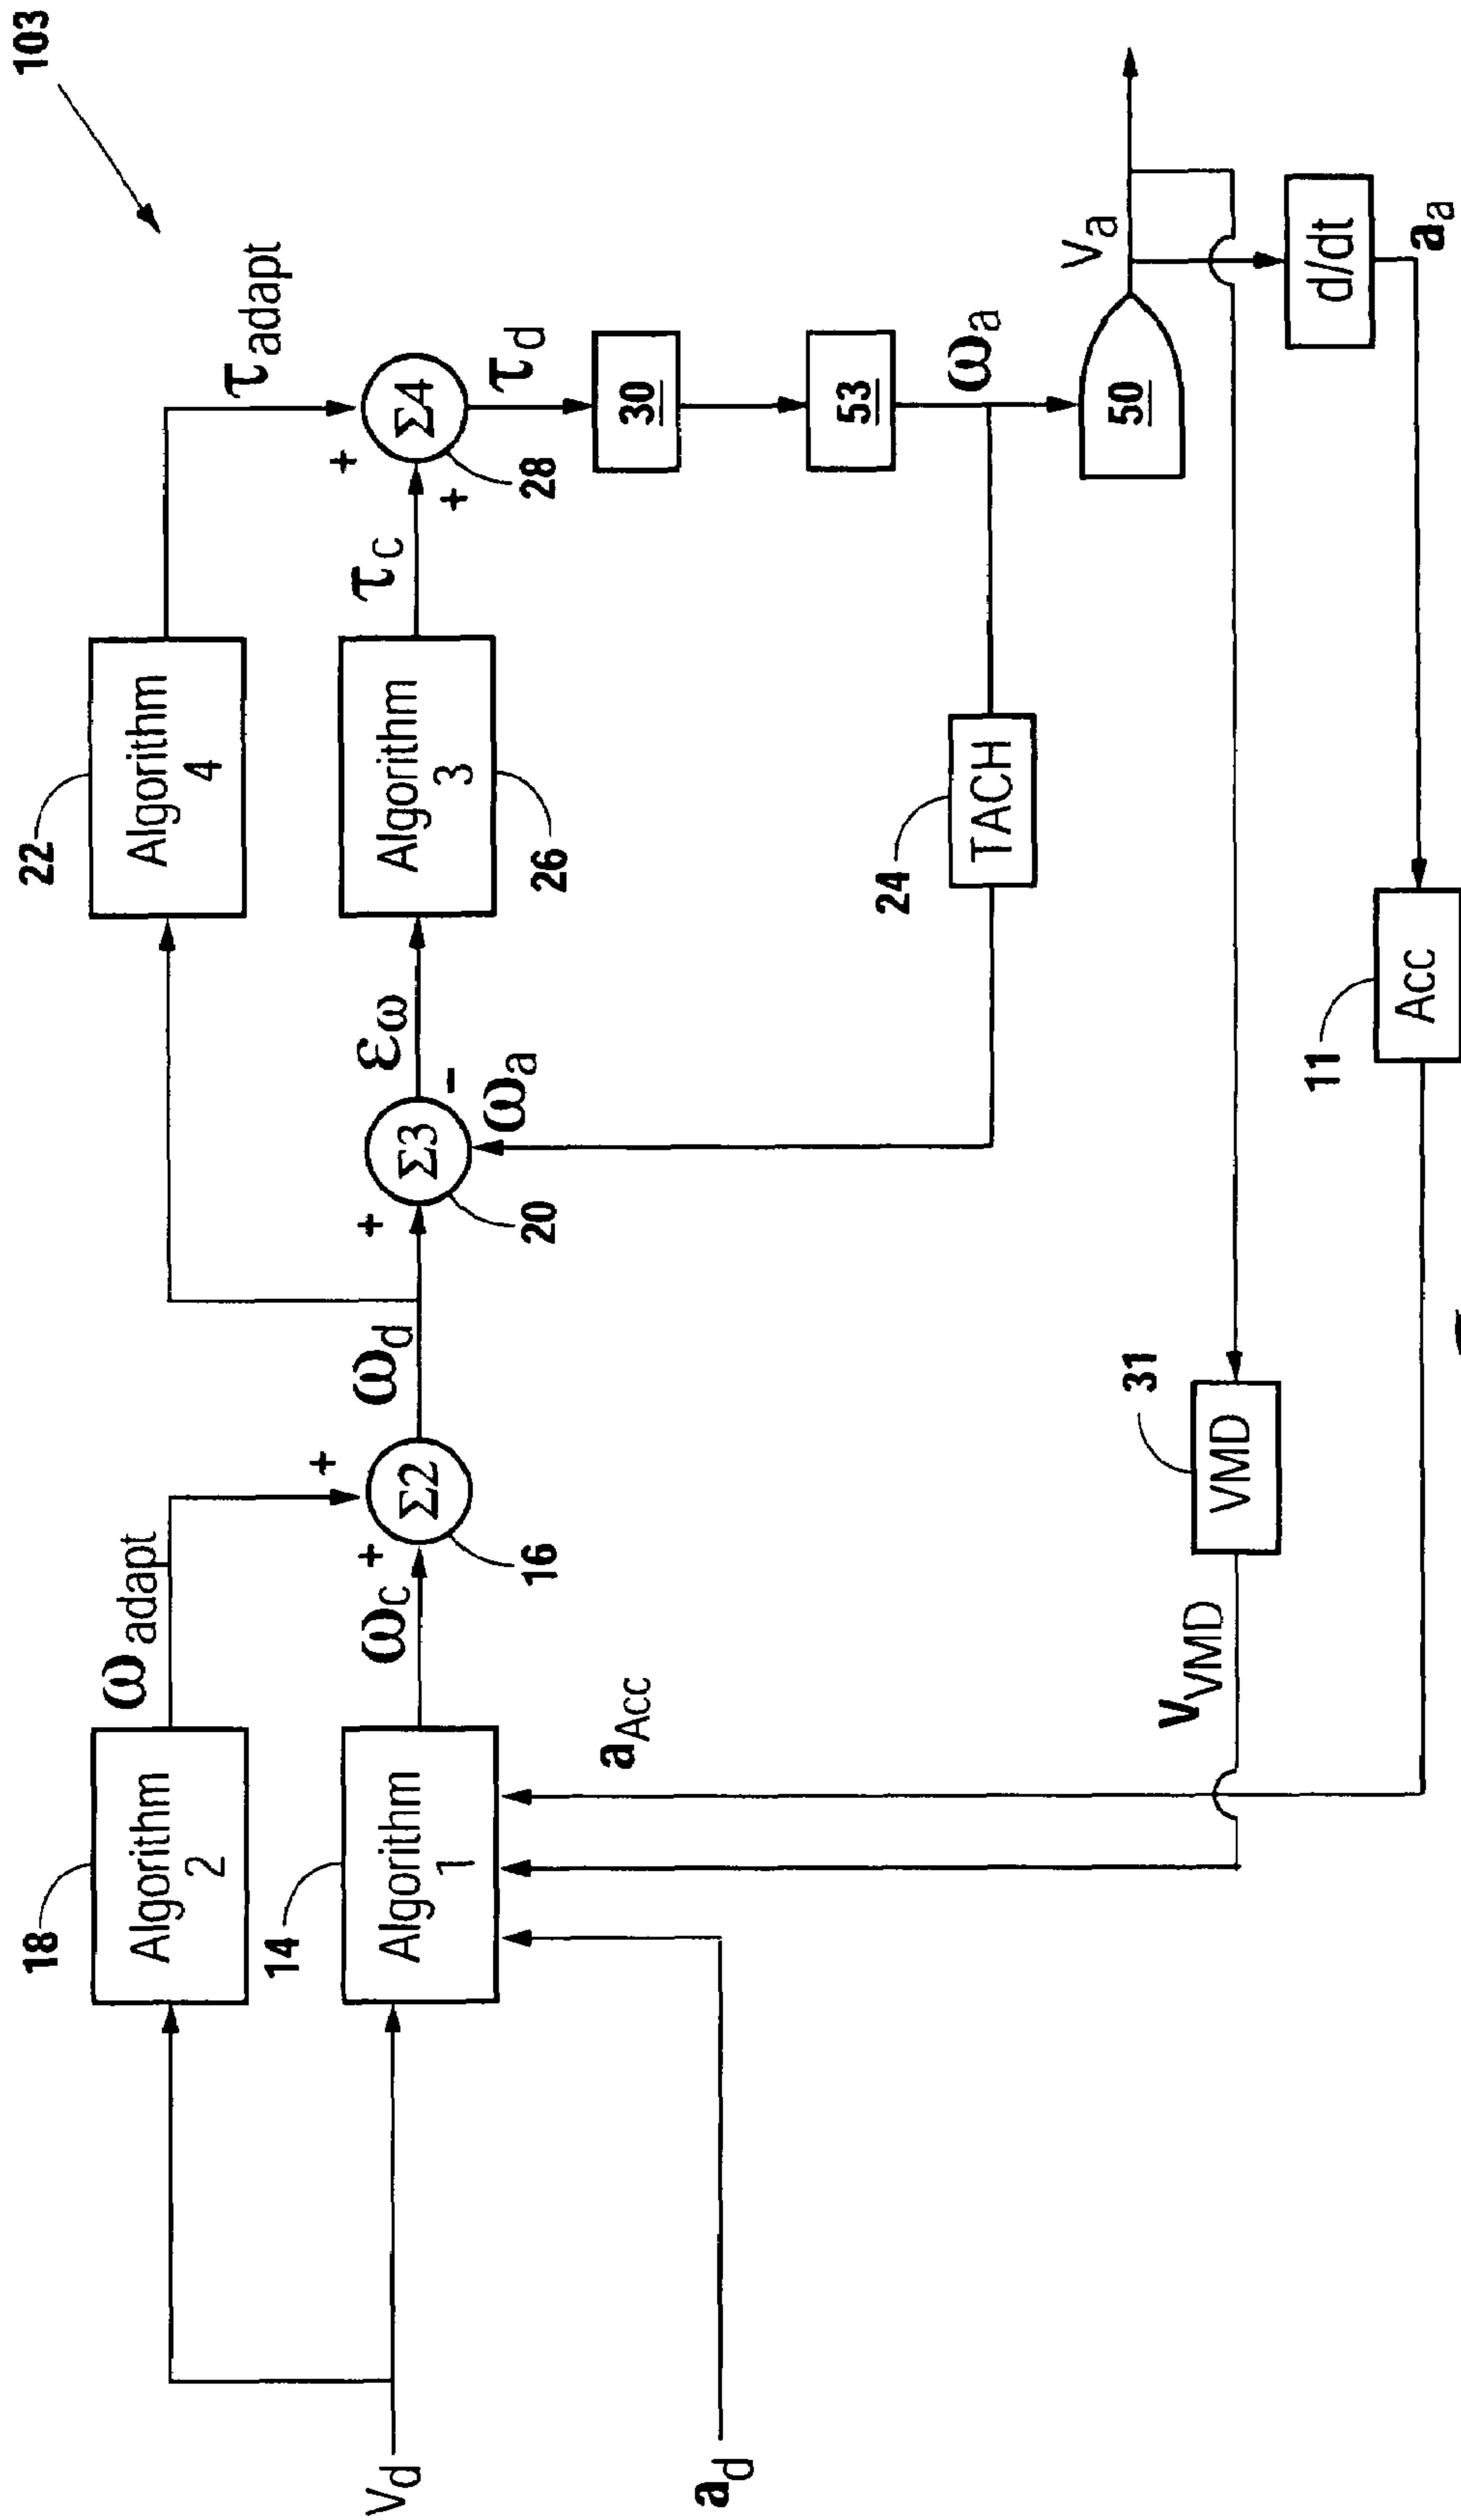 103
22
Algorithm
4
τadapt
18
Algorithm
2
ωadapt
14
Algorithm
1
ωc
+
+
Σ2
16
ωd
+
Σ3
20
-
ωa
εω
Algorithm
3
26
τc
+
+
Σ4
28
τd
30
53
ωa
50
Va
d/dt
aa
24
TACH
Vd
ad
aAcc
VVMD
31
VMD
11
Acc